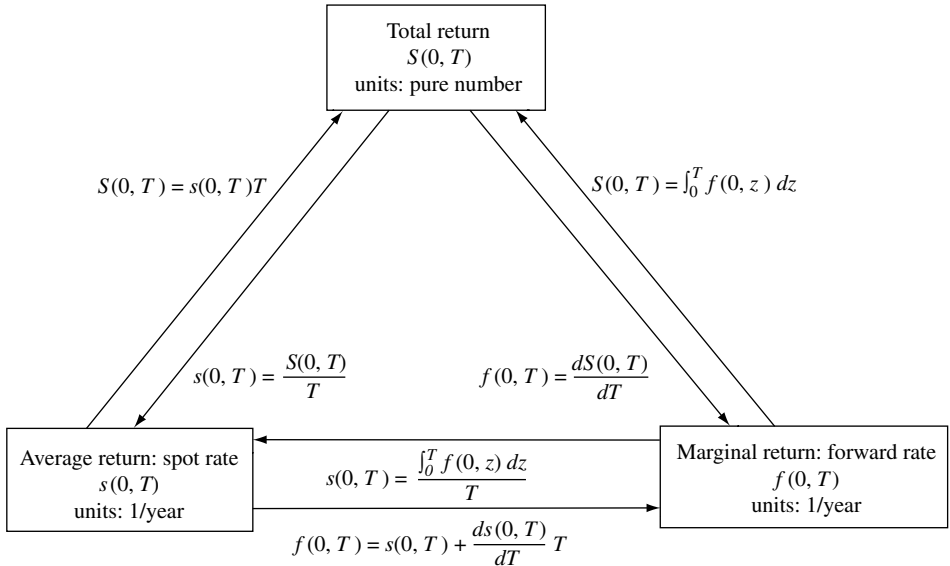 Total return
S(0, T)
units: pure number
S(0, T) = s(0, T)T
S(0, T) = ∫₀ᵀ f(0, z) dz
s(0, T) = S(0, T)/T
f(0, T) = dS(0, T)/dT
Average return: spot rate
s(0, T)
units: 1/year
Marginal return: forward rate
f(0, T)
units: 1/year
s(0, T) = ∫₀ᵀ f(0, z) dz/T
f(0, T) = s(0, T) + ds(0, T)/dT T